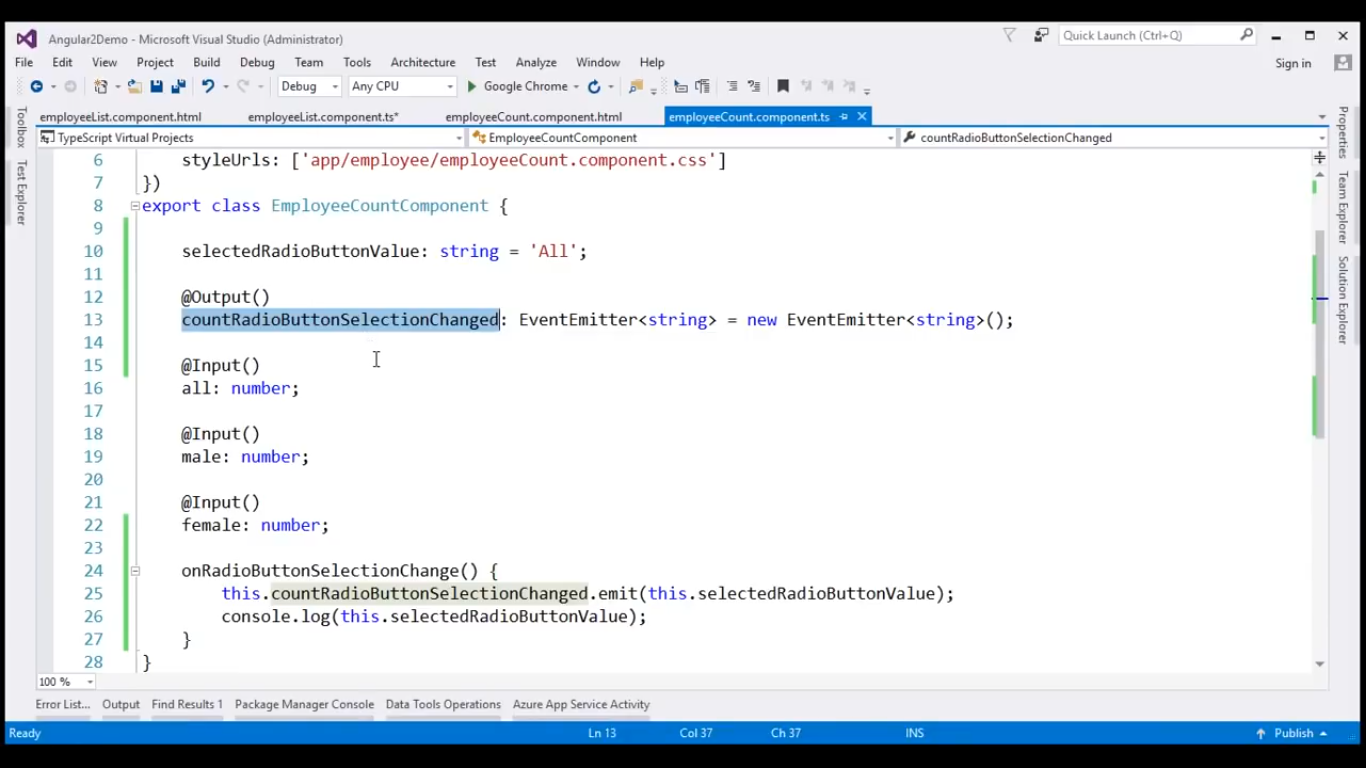 Angular2Demo - Microsoft Visual Studio (Administrator)
Quick Launch (Ctrl+Q)
File Edit View Project Build Debug Team Tools Architecture Test Analyze Window Help
Sign in
Debug Any CPU Google Chrome
employeeList.component.html employeeList.component.ts* employeeCount.component.html employeeCount.component.ts
TypeScript Virtual Projects EmployeeCountComponent countRadioButtonSelectionChanged
Toolbox
Test Explorer
6 styleUrls: ['app/employee/employeeCount.component.css']
7 })
8 export class EmployeeCountComponent {
9
10 selectedRadioButtonValue: string = 'All';
11
12 @Output()
13 countRadioButtonSelectionChanged: EventEmitter<string> = new EventEmitter<string>();
14
15 @Input()
16 all: number;
17
18 @Input()
19 male: number;
20
21 @Input()
22 female: number;
23
24 onRadioButtonSelectionChange() {
25 this.countRadioButtonSelectionChanged.emit(this.selectedRadioButtonValue);
26 console.log(this.selectedRadioButtonValue);
27 }
28 }
Properties
Team Explorer
Solution Explorer
100 %
Error List... Output Find Results 1 Package Manager Console Data Tools Operations Azure App Service Activity
Ready Ln 13 Col 37 Ch 37 INS Publish